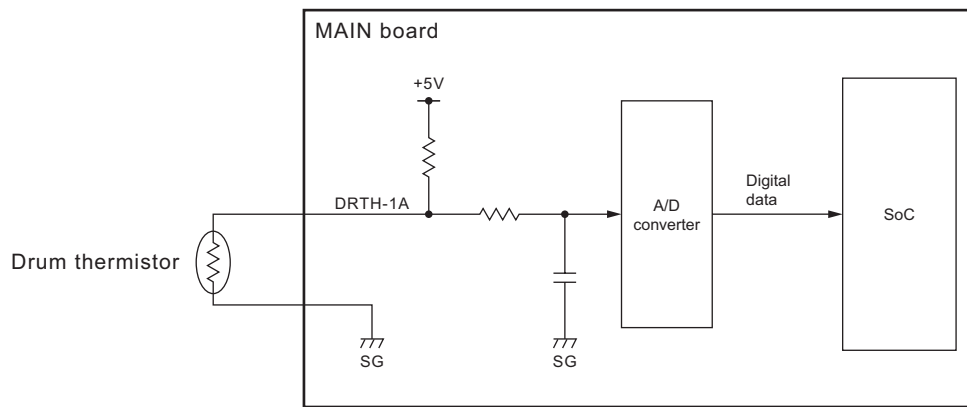 MAIN board
+5V
DRTH-1A
A/D
converter
Digital
data
SoC
Drum thermistor
SG
SG